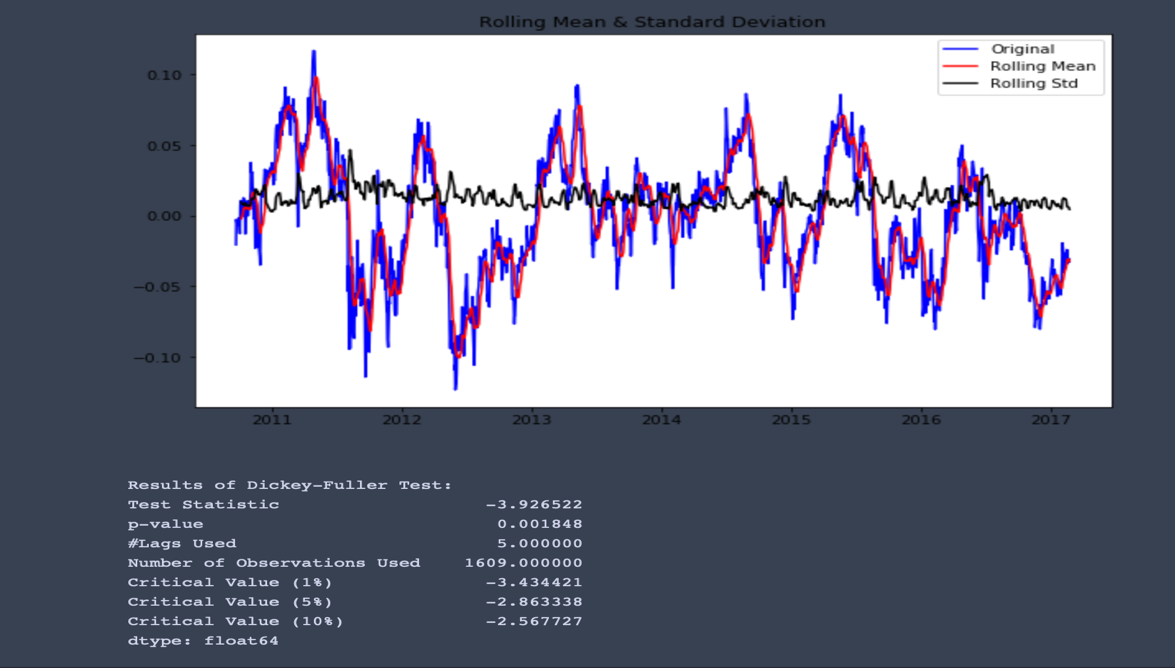 Rolling Mean & Standard Deviation
Original
Rolling Mean
Rolling Std
0.10
0.05
0.00
−0.05
−0.10
2011 2012 2013 2014 2015 2016 2017
Results of Dickey-Fuller Test:
Test Statistic -3.926522
p-value 0.001848
#Lags Used 5.000000
Number of Observations Used 1609.000000
Critical Value (1%) -3.434421
Critical Value (5%) -2.863338
Critical Value (10%) -2.567727
dtype: float64